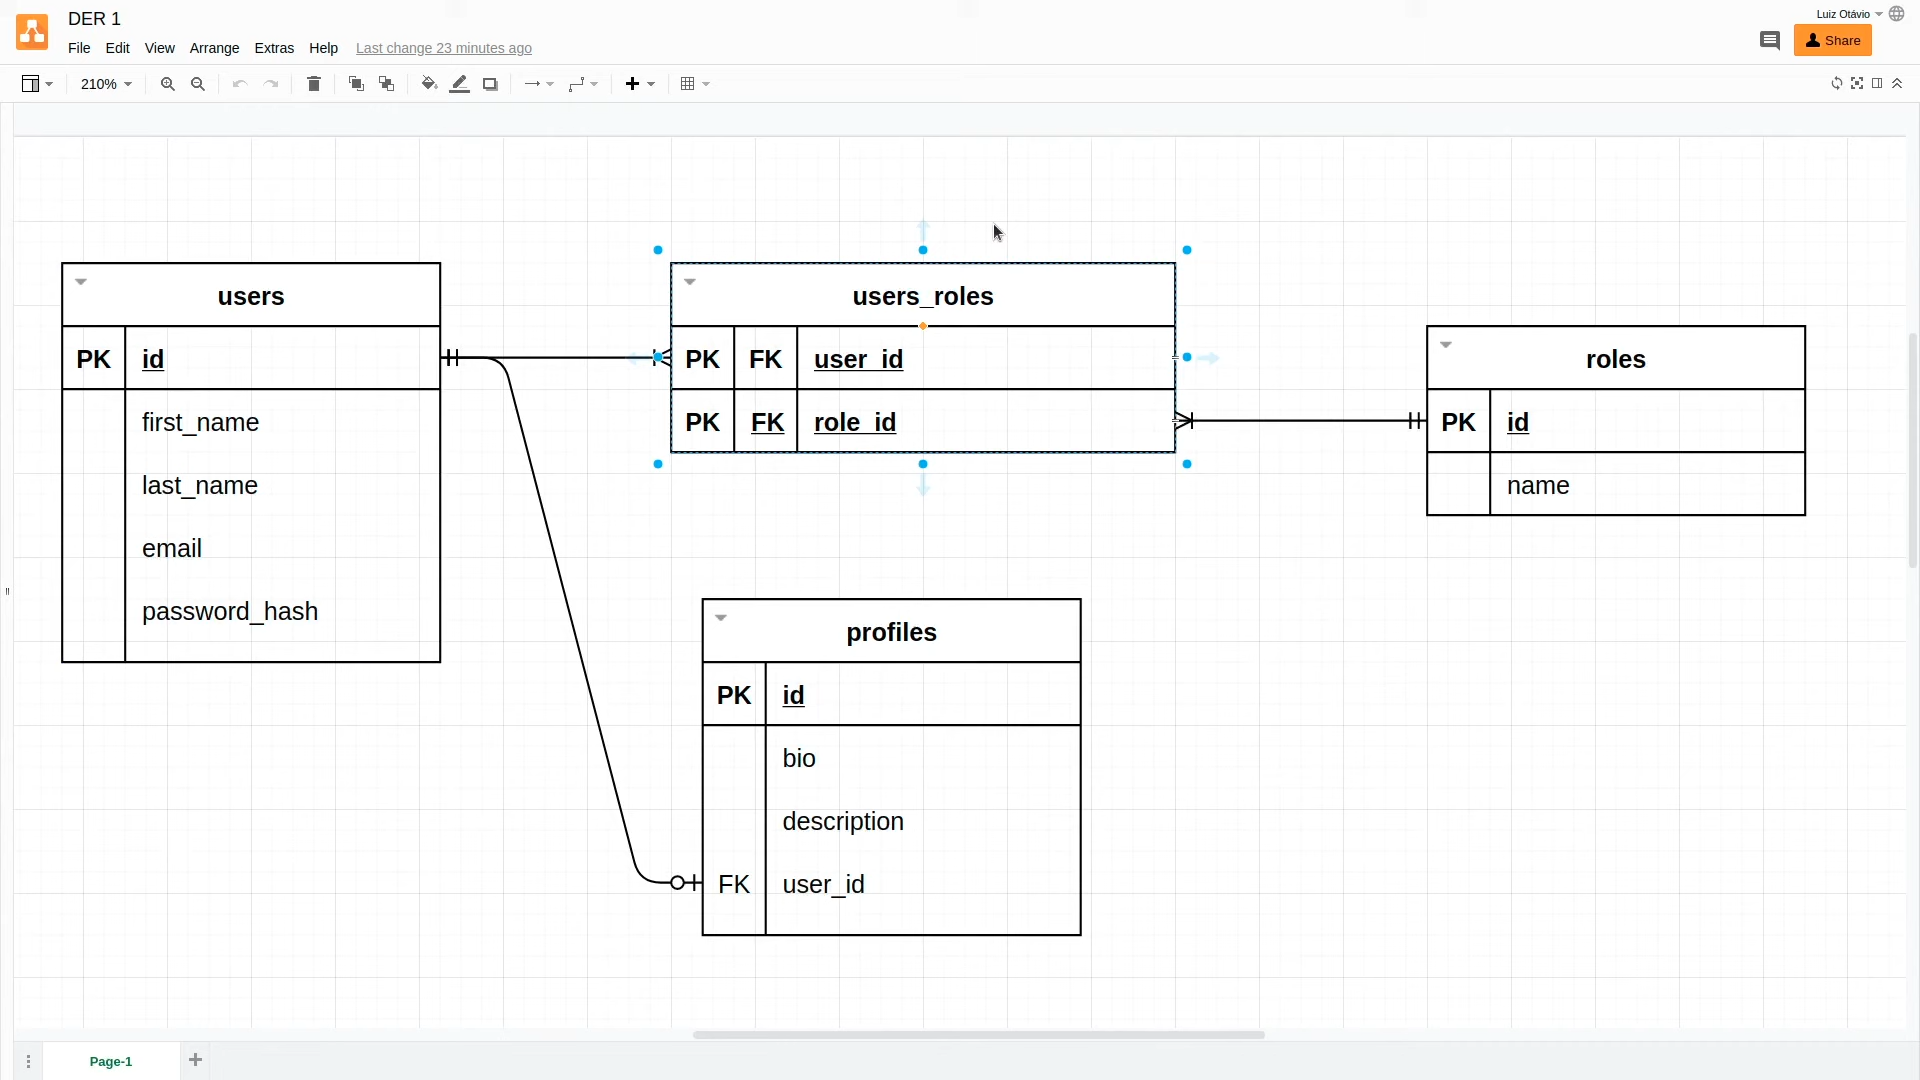 DER 1
Luiz Otávio
File Edit View Arrange Extras Help Last change 23 minutes ago
Share
210%
users
PK id
first_name
last_name
email
password_hash
users_roles
PK FK user_id
PK FK role_id
roles
PK id
name
profiles
PK id
bio
description
FK user_id
Page-1